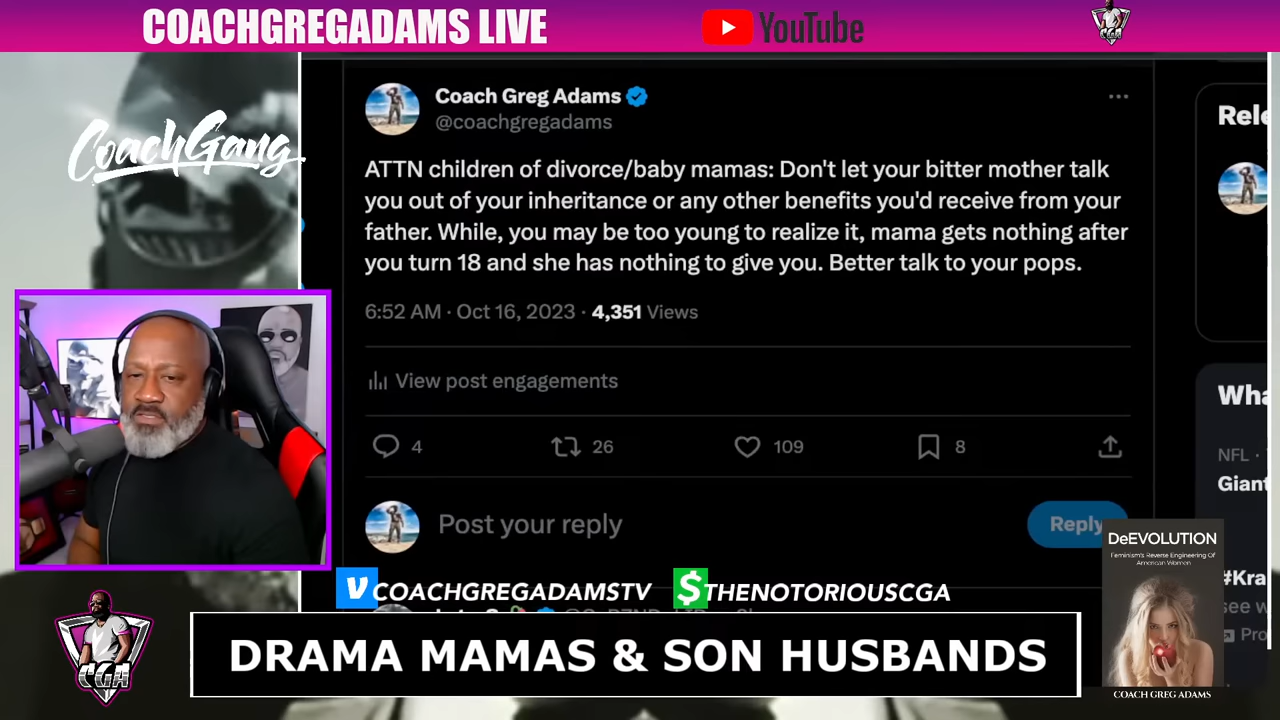 COACHGREGADAMS LIVE
YouTube
CGA
CoachGang
Coach Greg Adams
@coachgregadams
ATTN children of divorce/baby mamas: Don't let your bitter mother talk
you out of your inheritance or any other benefits you'd receive from your
father. While, you may be too young to realize it, mama gets nothing after
you turn 18 and she has nothing to give you. Better talk to your pops.
6:52 AM · Oct 16, 2023 · 4,351 Views
View post engagements
4 26 109 8
Post your reply
Reply
Rele
Wha
NFL ·
Giant
#Kra
see w
Pro
DeEVOLUTION
Feminism's Reverse Engineering Of
American Women
COACH GREG ADAMS
V COACHGREGADAMSTV
$ THENOTORIOUSCGA
CGA
DRAMA MAMAS & SON HUSBANDS